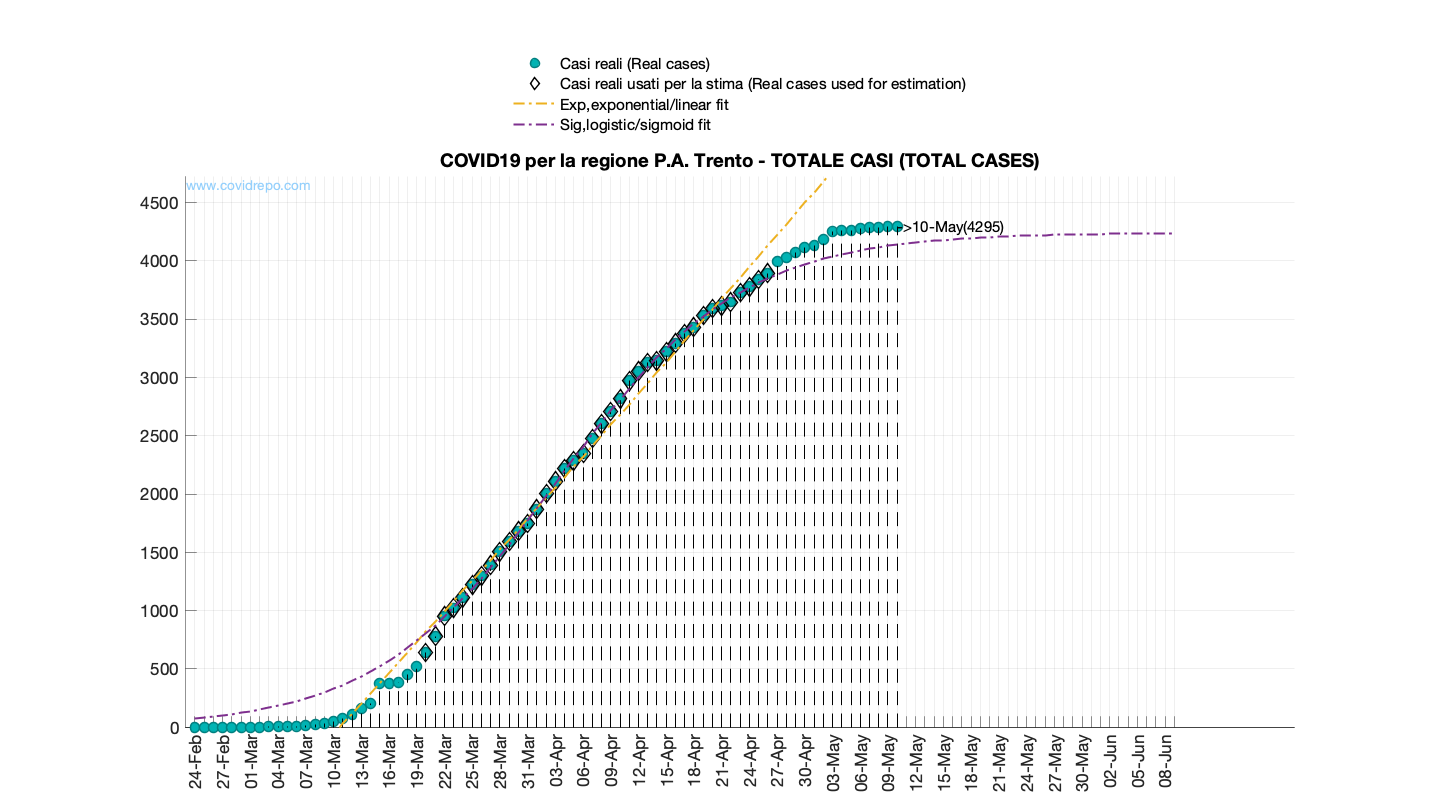 Casi reali (Real cases)
Casi reali usati per la stima (Real cases used for estimation)
Exp,exponential/linear fit
Sig,logistic/sigmoid fit
COVID19 per la regione P.A. Trento - TOTALE CASI (TOTAL CASES)
www.covidrepo.com
4500
4000
3500
3000
2500
2000
1500
1000
500
0
->10-May(4295)
24-Feb
27-Feb
01-Mar
04-Mar
07-Mar
10-Mar
13-Mar
16-Mar
19-Mar
22-Mar
25-Mar
28-Mar
31-Mar
03-Apr
06-Apr
09-Apr
12-Apr
15-Apr
18-Apr
21-Apr
24-Apr
27-Apr
30-Apr
03-May
06-May
09-May
12-May
15-May
18-May
21-May
24-May
27-May
30-May
02-Jun
05-Jun
08-Jun